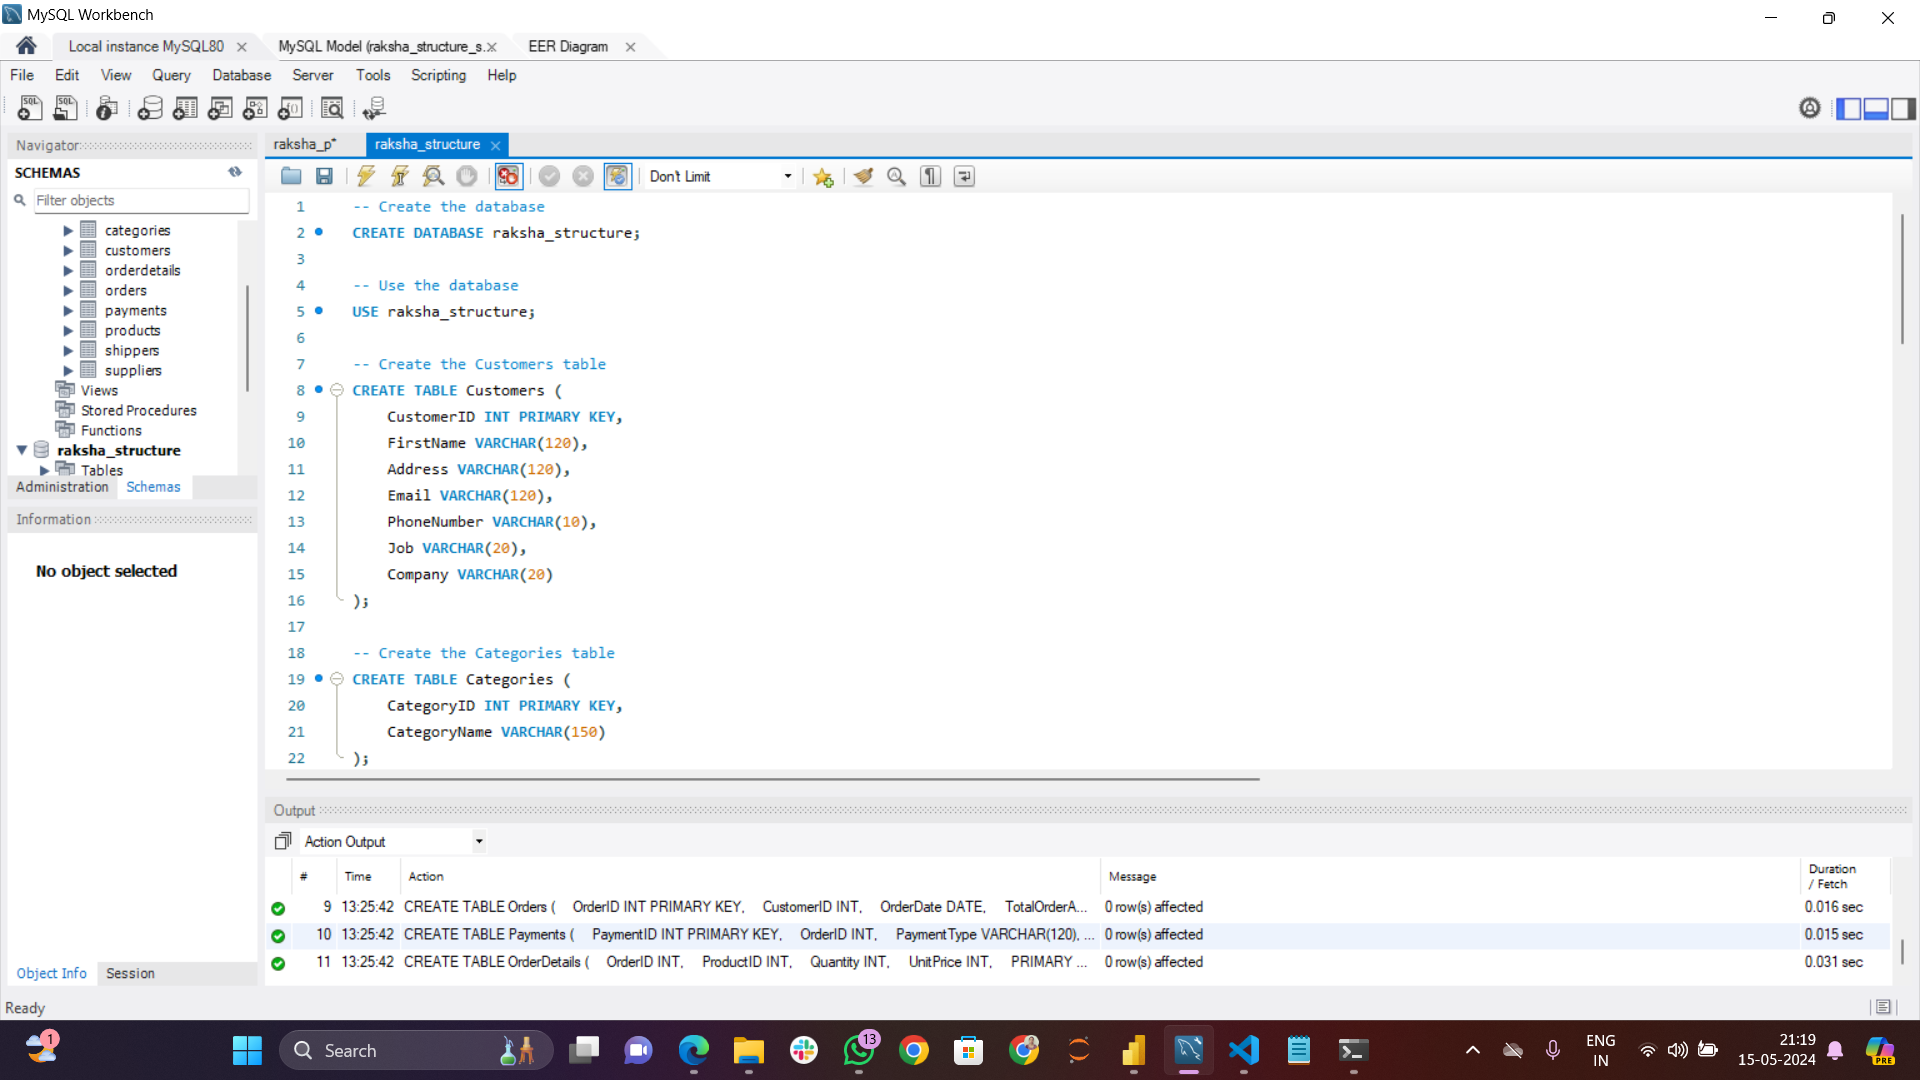 MySQL Workbench
Local instance MySQL80
MySQL Model (raksha_structure_s.
EER Diagram
File Edit View Query Database Server Tools Scripting Help
Navigator
SCHEMAS
Filter objects
categories
customers
orderdetails
orders
payments
products
shippers
suppliers
Views
Stored Procedures
Functions
raksha_structure
Tables
Administration Schemas
Information
No object selected
Object Info Session
raksha_p* raksha_structure
Don't Limit
1 -- Create the database
2 CREATE DATABASE raksha_structure;
3
4 -- Use the database
5 USE raksha_structure;
6
7 -- Create the Customers table
8 CREATE TABLE Customers (
9 CustomerID INT PRIMARY KEY,
10 FirstName VARCHAR(120),
11 Address VARCHAR(120),
12 Email VARCHAR(120),
13 PhoneNumber VARCHAR(10),
14 Job VARCHAR(20),
15 Company VARCHAR(20)
16 );
17
18 -- Create the Categories table
19 CREATE TABLE Categories (
20 CategoryID INT PRIMARY KEY,
21 CategoryName VARCHAR(150)
22 );
Output
Action Output
# Time Action Message Duration / Fetch
9 13:25:42 CREATE TABLE Orders ( OrderID INT PRIMARY KEY, CustomerID INT, OrderDate DATE, TotalOrderA... 0 row(s) affected 0.016 sec
10 13:25:42 CREATE TABLE Payments ( PaymentID INT PRIMARY KEY, OrderID INT, PaymentType VARCHAR(120), ... 0 row(s) affected 0.015 sec
11 13:25:42 CREATE TABLE OrderDetails ( OrderID INT, ProductID INT, Quantity INT, UnitPrice INT, PRIMARY ... 0 row(s) affected 0.031 sec
Ready
1
Search
13
ENG
IN
21:19
15-05-2024
PRE